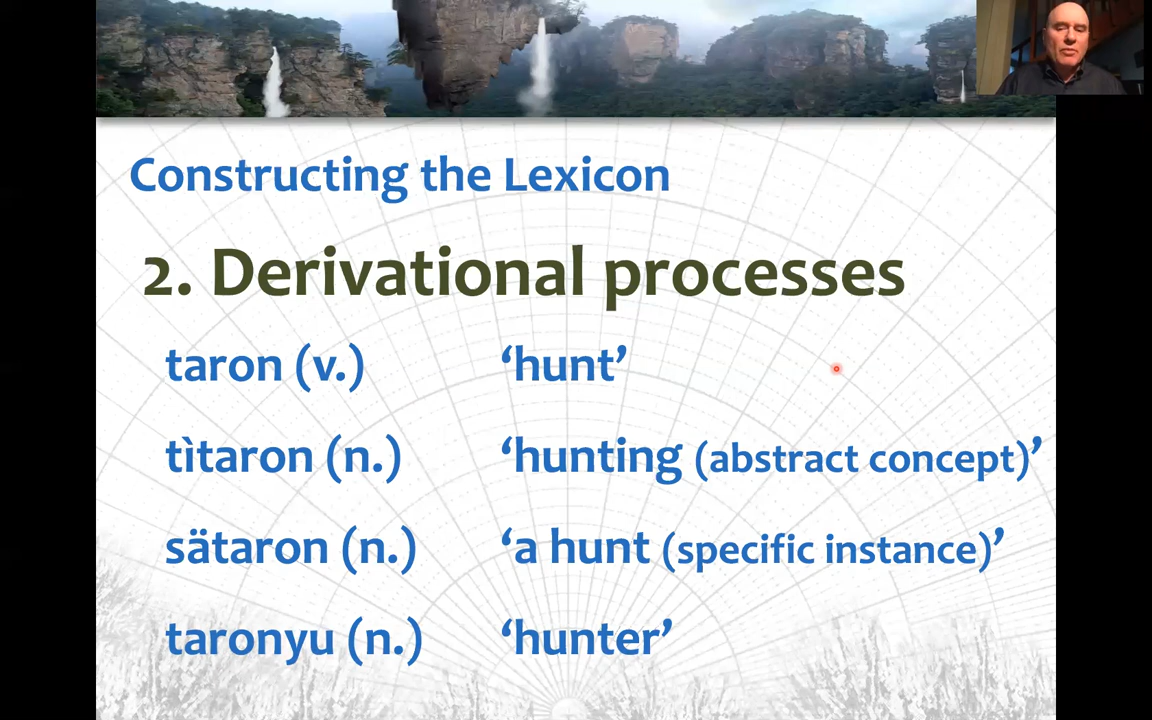 Constructing the Lexicon
2. Derivational processes
taron (v.) ‘hunt’
tìtaron (n.) ‘hunting (abstract concept)’
sätaron (n.) ‘a hunt (specific instance)’
taronyu (n.) ‘hunter’